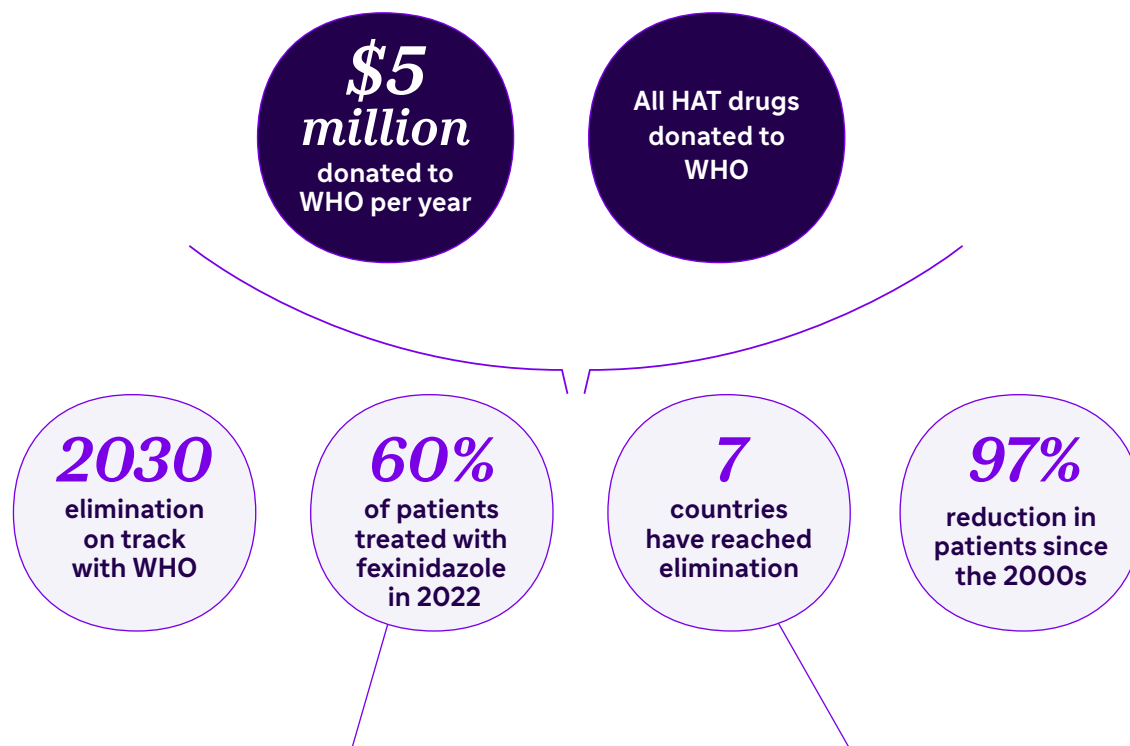 $5
million
donated to
WHO per year
All HAT drugs
donated to
WHO
2030
elimination
on track
with WHO
60%
of patients
treated with
fexinidazole
in 2022
7
countries
have reached
elimination
97%
reduction in
patients since
the 2000s